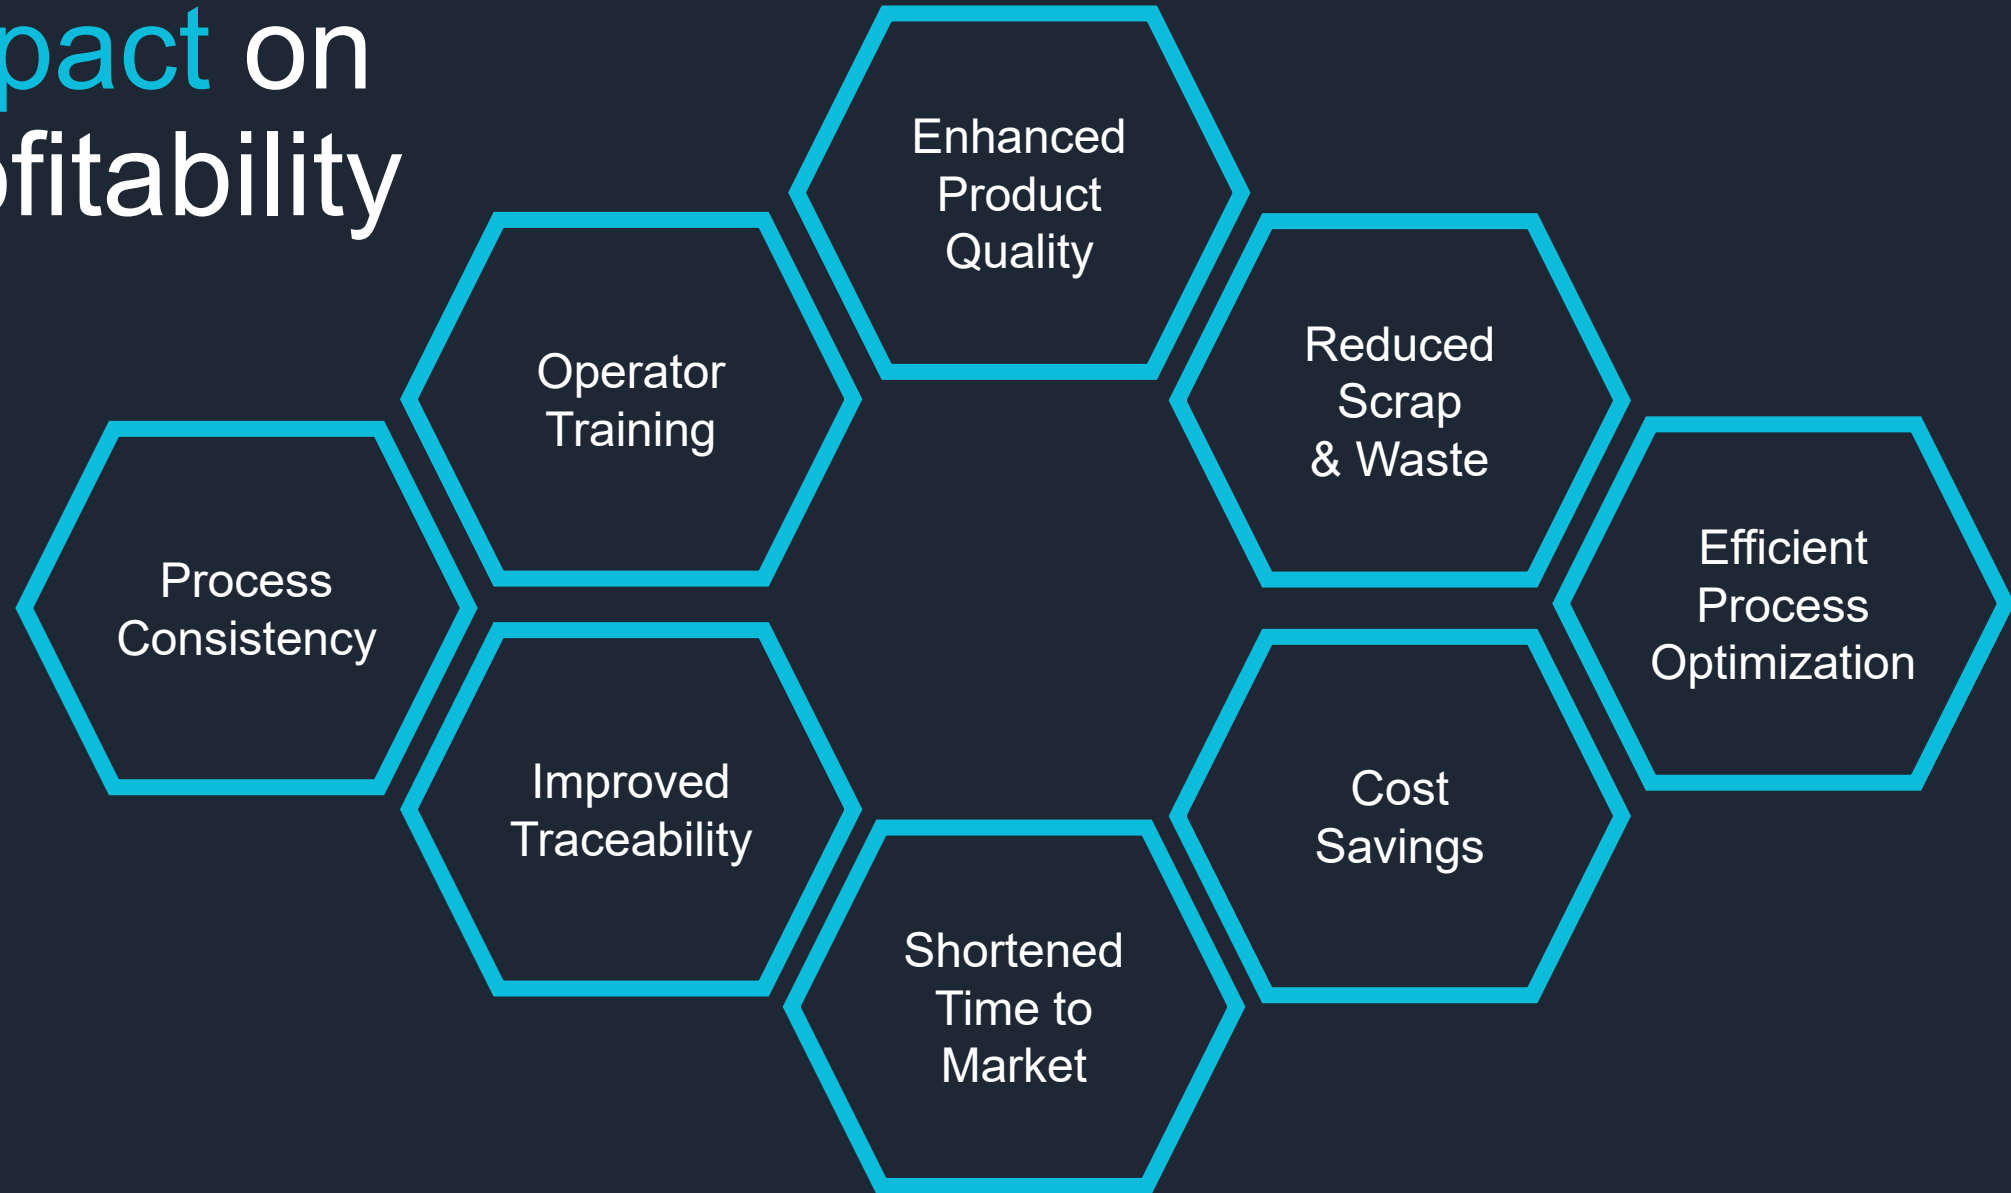 pact on
ofitability
Enhanced
Product
Quality
Operator
Training
Reduced
Scrap
& Waste
Process
Consistency
Efficient
Process
Optimization
Improved
Traceability
Cost
Savings
Shortened
Time to
Market